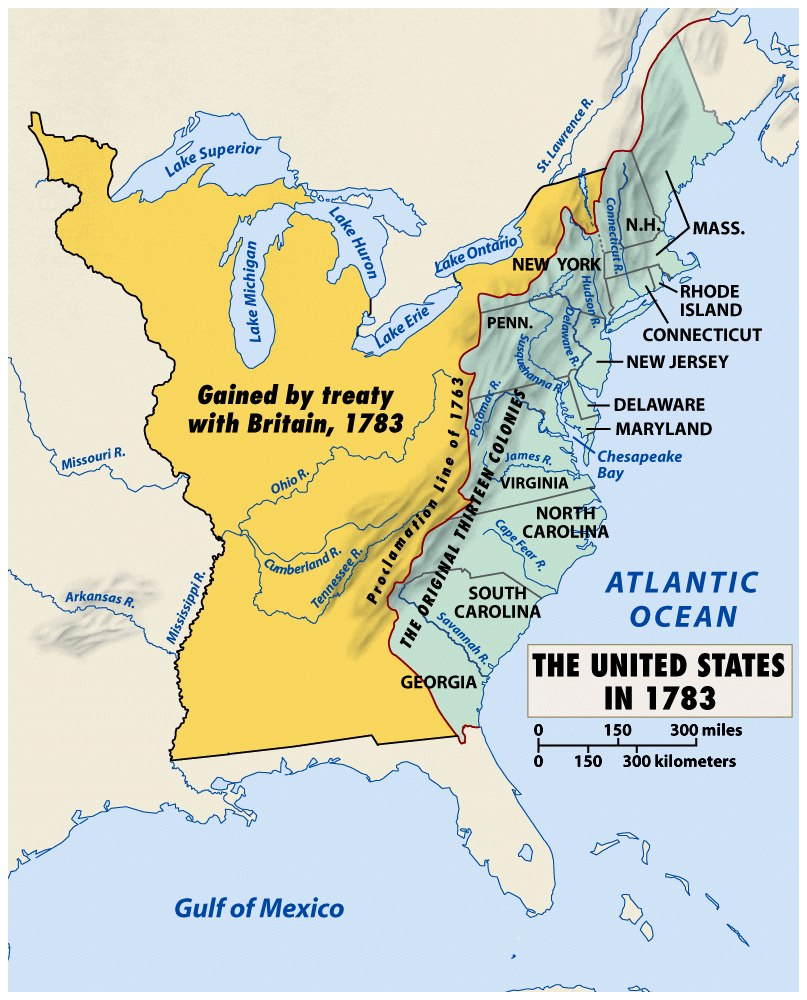 St. Lawrence R.
Lake Superior
Lake Huron
Lake Michigan
Lake Ontario
Lake Erie
Connecticut R.
N.H.
MASS.
NEW YORK
Hudson R.
RHODE
ISLAND
CONNECTICUT
PENN.
Delaware R.
Susquehanna R.
NEW JERSEY
Gained by treaty
with Britain, 1783
Proclamation Line of 1763
Potomac R.
THE ORIGINAL THIRTEEN COLONIES
DELAWARE
MARYLAND
Chesapeake
Bay
Missouri R.
Ohio R.
James R.
VIRGINIA
NORTH
CAROLINA
Cape Fear R.
Cumberland R.
Tennessee R.
Arkansas R.
Mississippi R.
SOUTH
CAROLINA
Savannah R.
GEORGIA
ATLANTIC
OCEAN
THE UNITED STATES
IN 1783
0 150 300 miles
0 150 300 kilometers
Gulf of Mexico